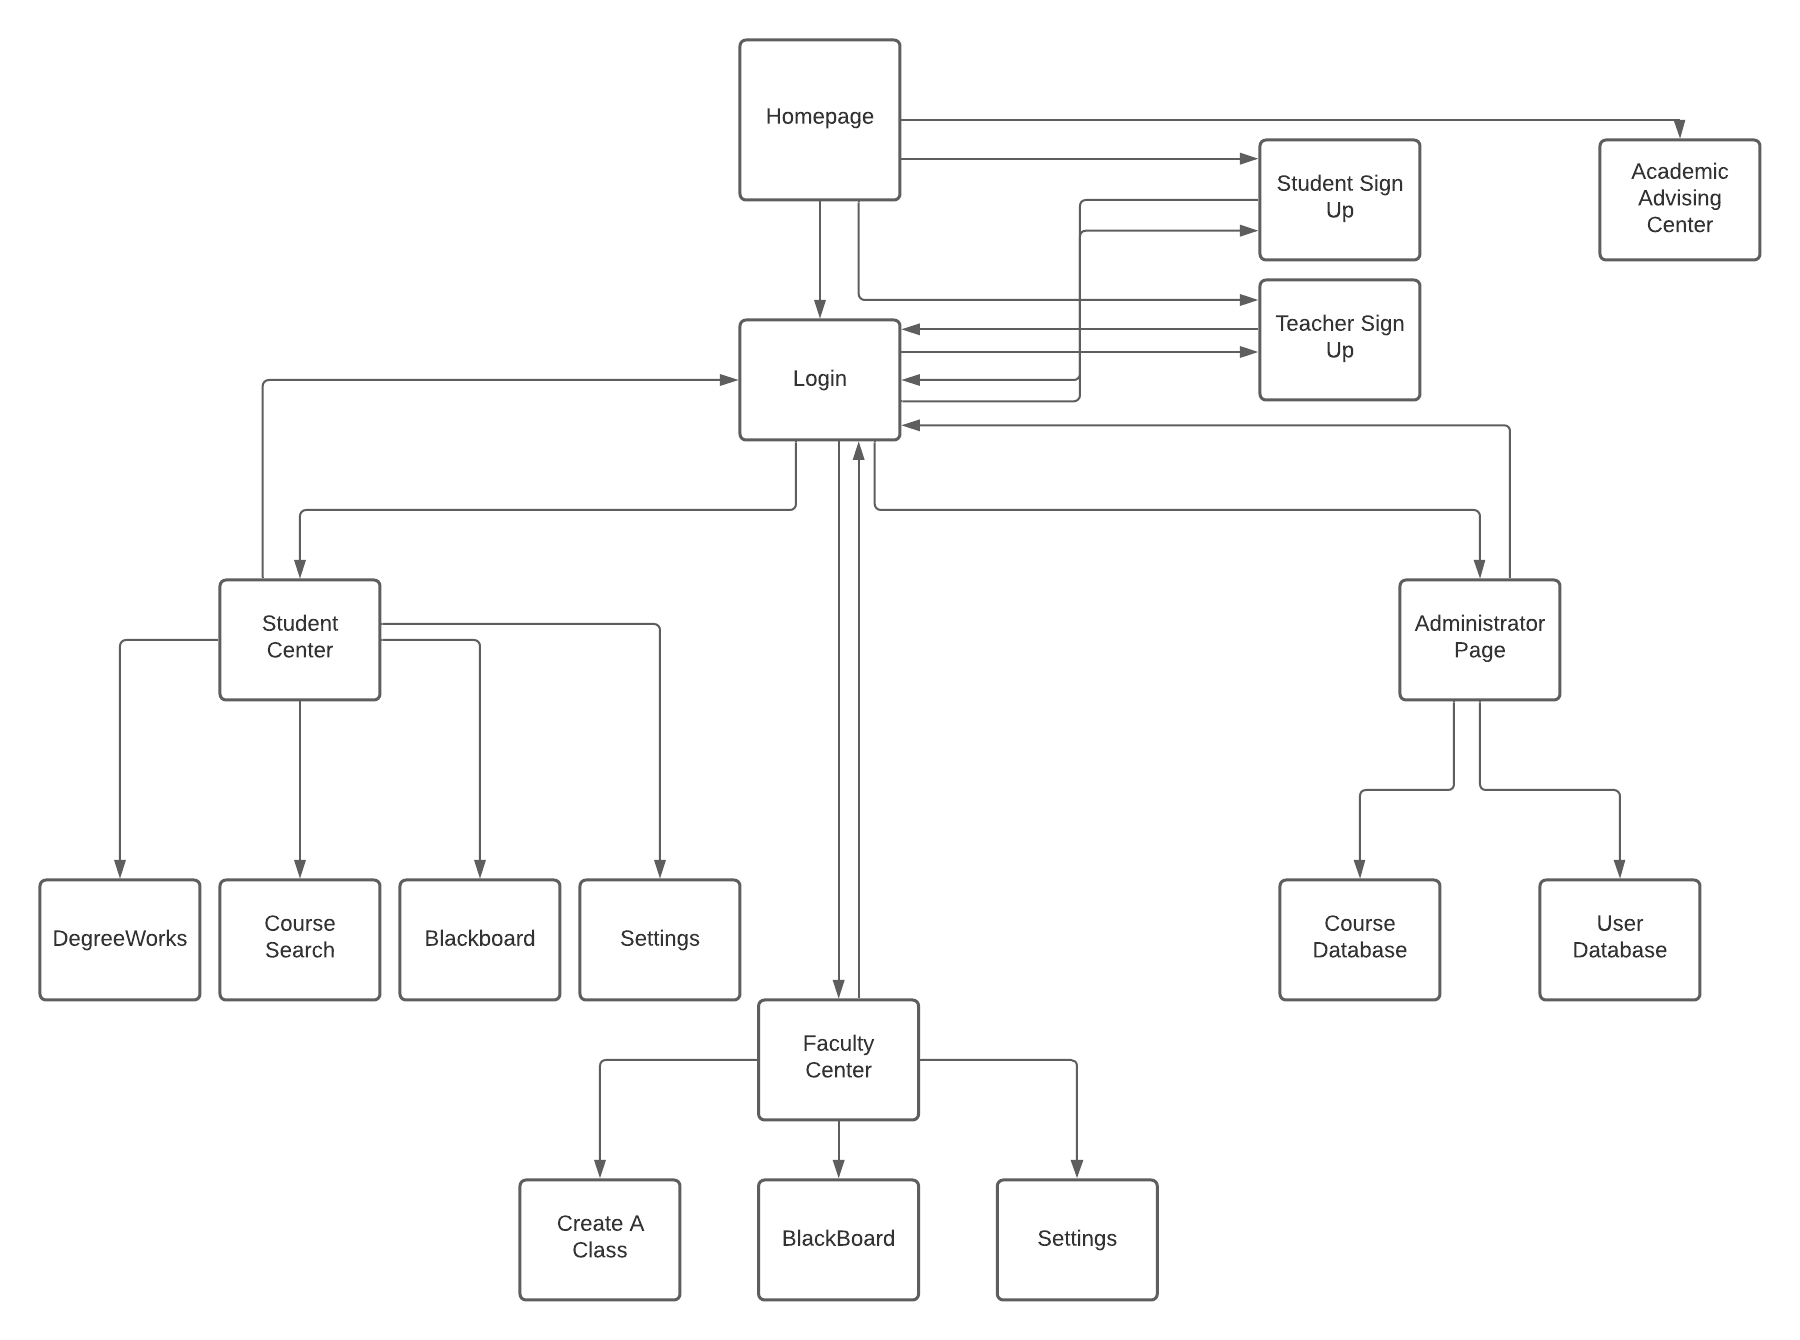 Homepage
Academic
Advising
Center
Student Sign
Up
Teacher Sign
Up
Login
Student
Center
Administrator
Page
DegreeWorks
Course
Search
Blackboard
Settings
Course
Database
User
Database
Faculty
Center
Create A
Class
BlackBoard
Settings